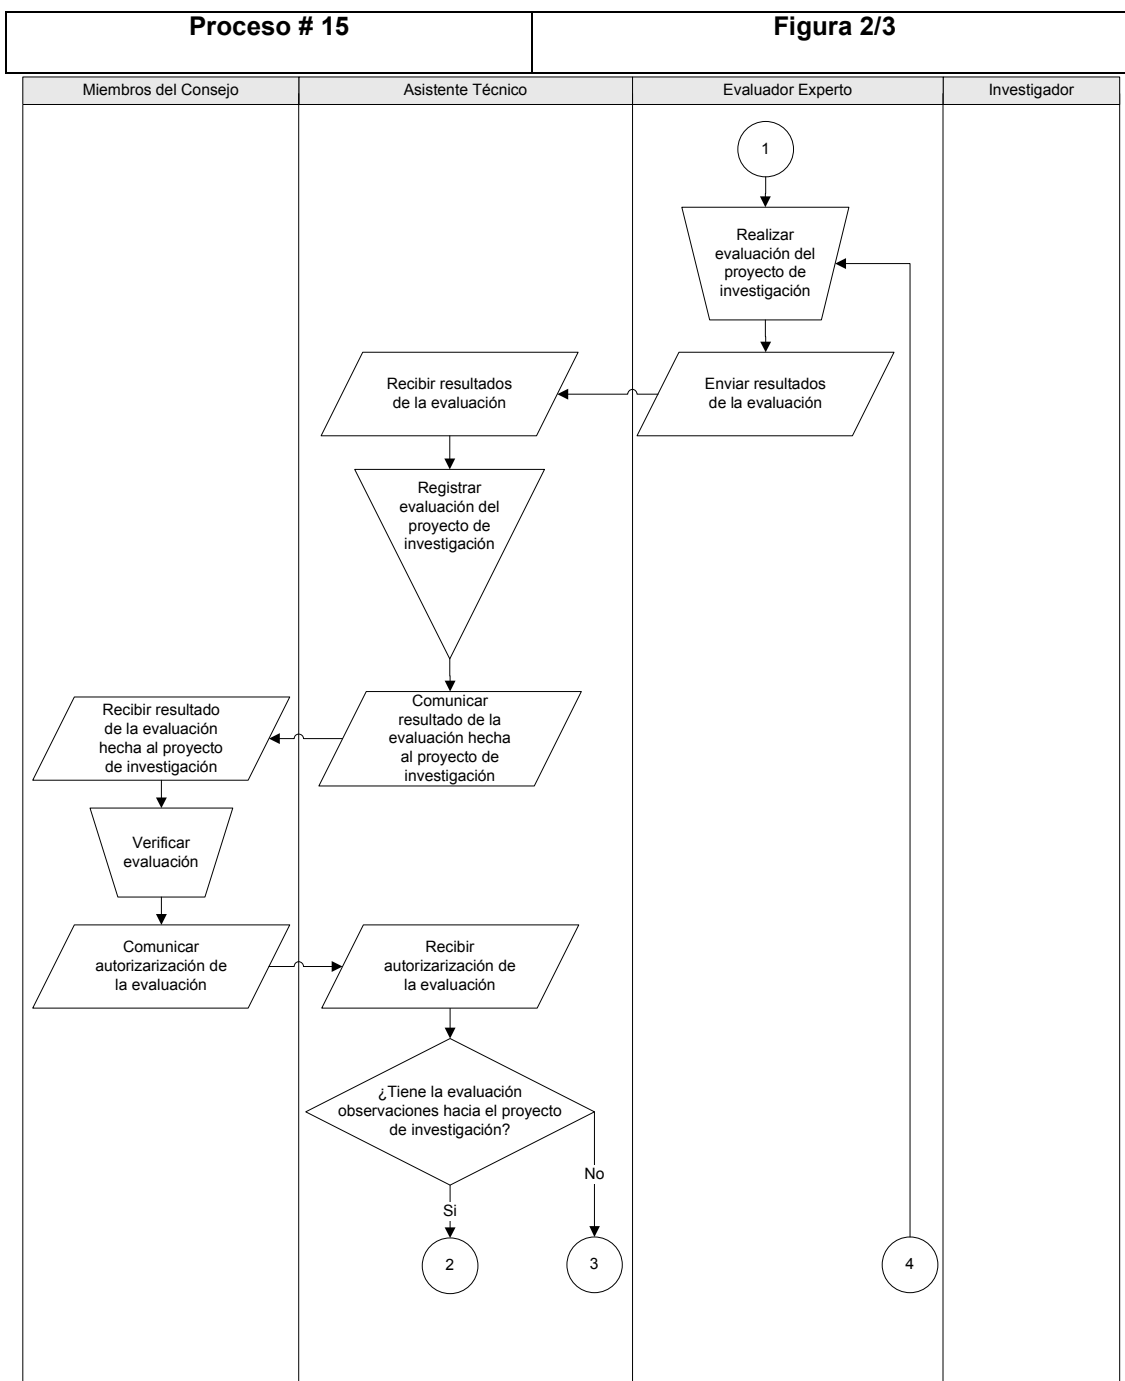 Proceso # 15
Figura 2/3
Miembros del Consejo
Asistente Técnico
Evaluador Experto
Investigador
1
Realizar
evaluación del
proyecto de
investigación
Enviar resultados
de la evaluación
Recibir resultados
de la evaluación
Registrar
evaluación del
proyecto de
investigación
Comunicar
resultado de la
evaluación hecha
al proyecto de
investigación
Recibir resultado
de la evaluación
hecha al proyecto
de investigación
Verificar
evaluación
Comunicar
autorizarización de
la evaluación
Recibir
autorizarización de
la evaluación
¿Tiene la evaluación
observaciones hacia el proyecto
de investigación?
No
Si
2
3
4